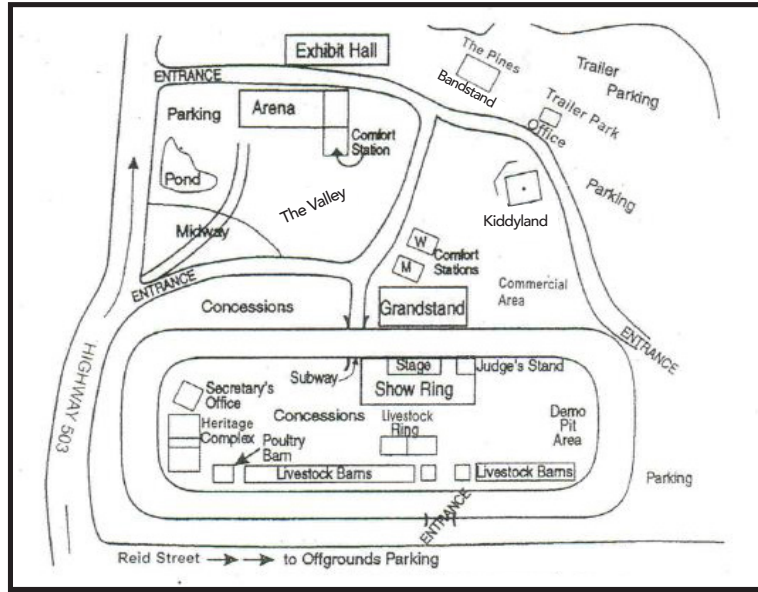 Exhibit Hall
ENTRANCE
The Pines
Bandstand
Trailer
Parking
Trailer Park
Office
Parking
Arena
Comfort
Station
Pond
The Valley
Kiddyland
Parking
Midway
W
M
Comfort
Stations
ENTRANCE
Concessions
Grandstand
Commercial
Area
ENTRANCE
HIGHWAY 503
Subway
Stage
Judge's Stand
Show Ring
Secretary's
Office
Heritage
Complex
Concessions
Livestock
Ring
Demo
Pit
Area
Poultry
Barn
Livestock Barns
Livestock Barns
Parking
ENTRANCE
Reid Street to Offgrounds Parking